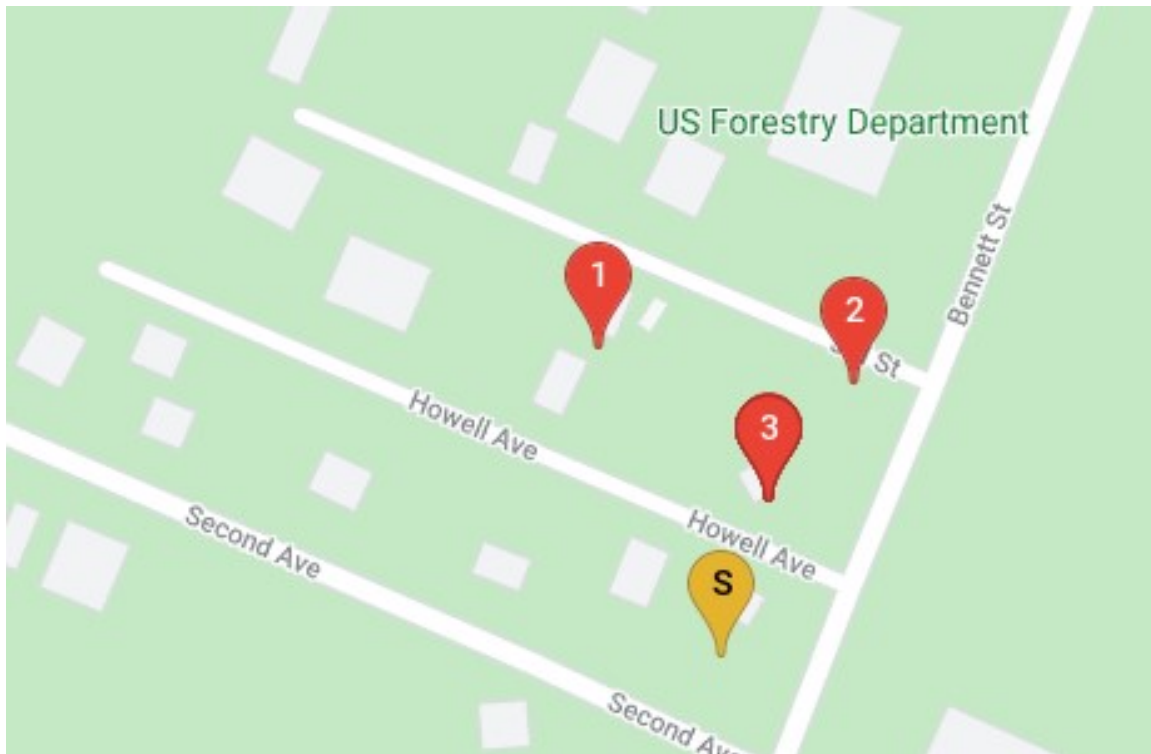 US Forestry Department
Bennett St
1
2
St
3
Howell Ave
Howell Ave
S
Second Ave
Second Ave